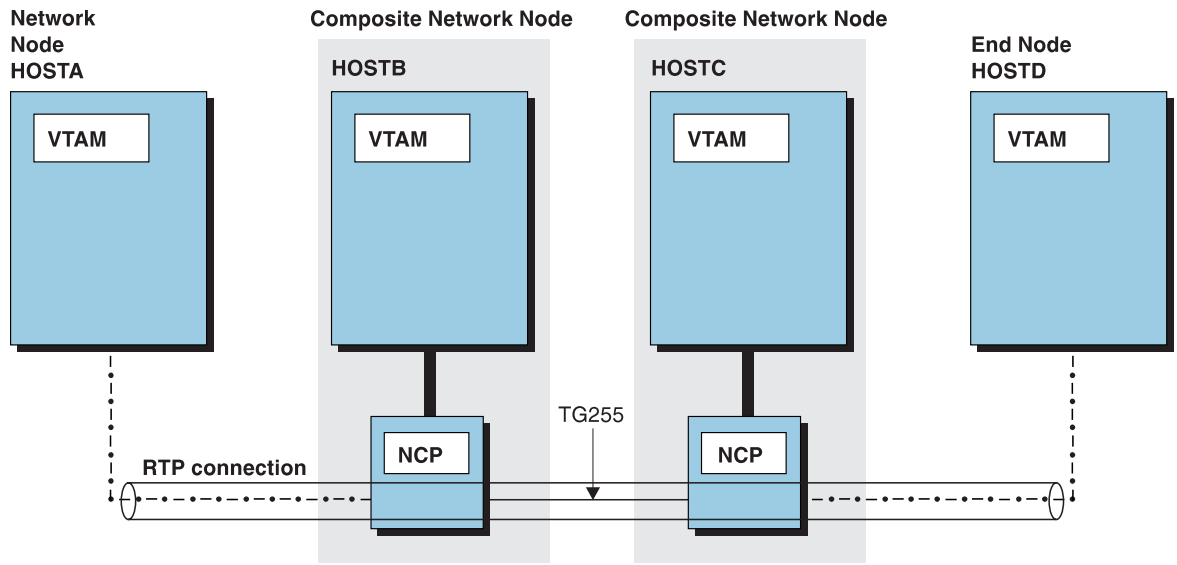 Network
Node
HOSTA
Composite Network Node
HOSTB
Composite Network Node
HOSTC
End Node
HOSTD
VTAM
VTAM
VTAM
VTAM
TG255
NCP
NCP
RTP connection